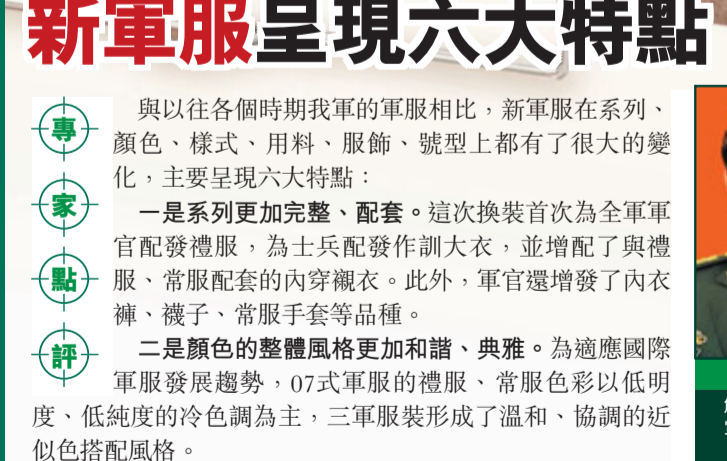 新軍服呈現六大特點
專家點評
與以往各個時期我軍的軍服相比，新軍服在系列、
顏色、樣式、用料、服飾、號型上都有了很大的變
化，主要呈現六大特點：
一是系列更加完整、配套。這次換裝首次為全軍軍
官配發禮服，為士兵配發作訓大衣，並增配了與禮
服、常服配套的內穿襯衣。此外，軍官還增發了內衣
褲、襪子、常服手套等品種。
二是顏色的整體風格更加和諧、典雅。為適應國際
軍服發展趨勢，07式軍服的禮服、常服色彩以低明
度、低純度的冷色調為主，三軍服裝形成了溫和、協調的近
似色搭配風格。